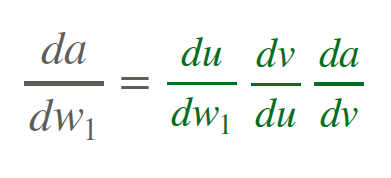 da/dw₁ = du/dw₁ dv/du da/dv